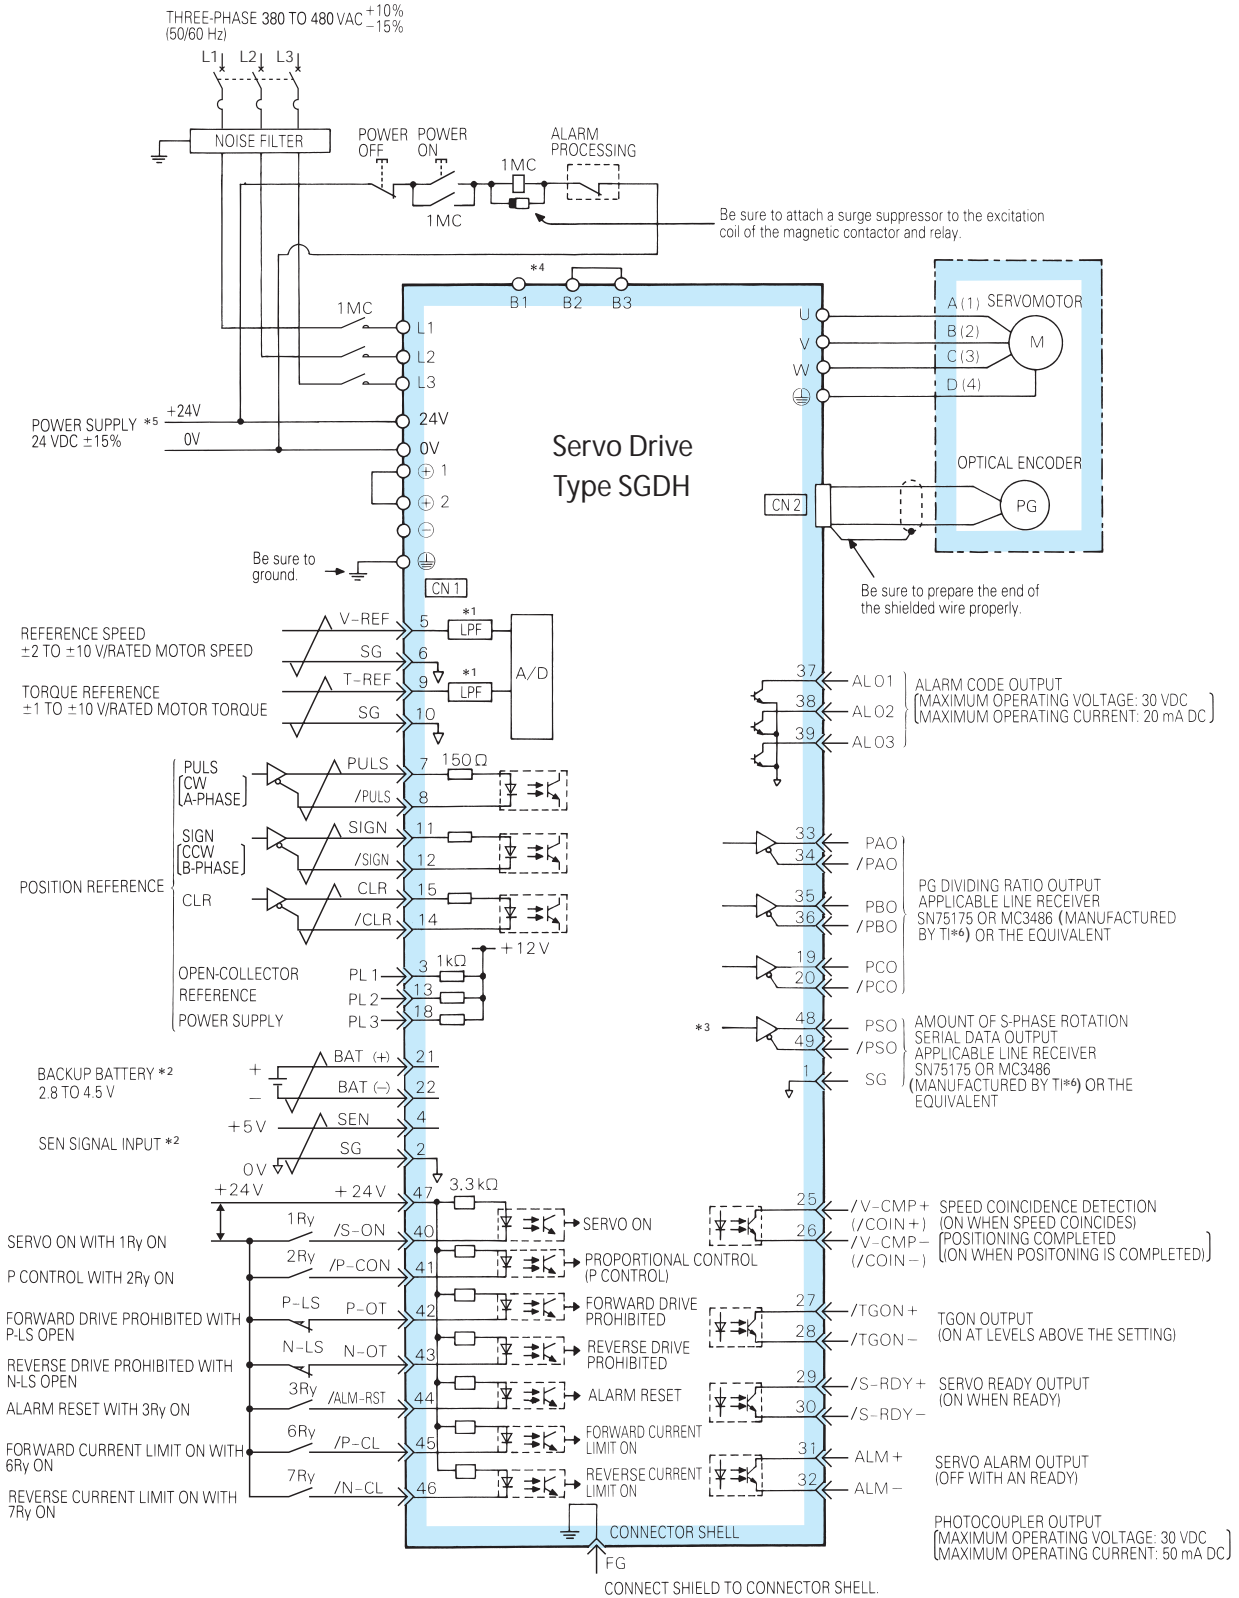 THREE-PHASE 380 TO 480 VAC +10% −15%
(50/60 Hz)
L1 L2 L3
NOISE FILTER
POWER OFF
POWER ON
ALARM PROCESSING
1MC
1MC
Be sure to attach a surge suppressor to the excitation
coil of the magnetic contactor and relay.
*4
B1 B2 B3
1MC
L1
L2
L3
POWER SUPPLY *5
24 VDC ±15%
+24V
0V
24V
0V
⊕ 1
⊕ 2
⊖
Be sure to
ground.
Servo Drive
Type SGDH
U
V
W
A (1)
B (2)
C (3)
D (4)
SERVOMOTOR
M
OPTICAL ENCODER
PG
CN 2
Be sure to prepare the end of
the shielded wire properly.
CN 1
REFERENCE SPEED
±2 TO ±10 V/RATED MOTOR SPEED
V-REF 5 *1 LPF
SG 6
A/D
TORQUE REFERENCE
±1 TO ±10 V/RATED MOTOR TORQUE
T-REF 9 *1 LPF
SG 10
POSITION REFERENCE
PULS
CW
A-PHASE
PULS 7 150Ω
/PULS 8
SIGN
CCW
B-PHASE
SIGN 11
/SIGN 12
CLR
CLR 15
/CLR 14
+12V
OPEN-COLLECTOR
REFERENCE
POWER SUPPLY
PL1 3 1kΩ
PL2 13
PL3 18
BACKUP BATTERY *2
2.8 TO 4.5 V
+
−
BAT (+) 21
BAT (−) 22
SEN SIGNAL INPUT *2
+5V SEN 4
0V SG 2
+24V +24V 47 3.3kΩ
SERVO ON WITH 1Ry ON
1Ry /S-ON 40
SERVO ON
P CONTROL WITH 2Ry ON
2Ry /P-CON 41
PROPORTIONAL CONTROL
(P CONTROL)
FORWARD DRIVE PROHIBITED WITH
P-LS OPEN
P-LS P-OT 42
FORWARD DRIVE
PROHIBITED
REVERSE DRIVE PROHIBITED WITH
N-LS OPEN
N-LS N-OT 43
REVERSE DRIVE
PROHIBITED
ALARM RESET WITH 3Ry ON
3Ry /ALM-RST 44
ALARM RESET
FORWARD CURRENT LIMIT ON WITH
6Ry ON
6Ry /P-CL 45
FORWARD CURRENT
LIMIT ON
REVERSE CURRENT LIMIT ON WITH
7Ry ON
7Ry /N-CL 46
REVERSE CURRENT
LIMIT ON
37 ALO1
38 ALO2
39 ALO3
ALARM CODE OUTPUT
MAXIMUM OPERATING VOLTAGE: 30 VDC
MAXIMUM OPERATING CURRENT: 20 mA DC
33 PAO
34 /PAO
35 PBO
36 /PBO
19 PCO
20 /PCO
PG DIVIDING RATIO OUTPUT
APPLICABLE LINE RECEIVER
SN75175 OR MC3486 (MANUFACTURED
BY TI*6) OR THE EQUIVALENT
*3
48 PSO
49 /PSO
1 SG
AMOUNT OF S-PHASE ROTATION
SERIAL DATA OUTPUT
APPLICABLE LINE RECEIVER
SN75175 OR MC3486
(MANUFACTURED BY TI*6) OR THE
EQUIVALENT
25 /V-CMP+
(/COIN+)
26 /V-CMP−
(/COIN−)
SPEED COINCIDENCE DETECTION
(ON WHEN SPEED COINCIDES)
POSITIONING COMPLETED
(ON WHEN POSITONING IS COMPLETED)
27 /TGON+
28 /TGON−
TGON OUTPUT
(ON AT LEVELS ABOVE THE SETTING)
29 /S-RDY+
30 /S-RDY−
SERVO READY OUTPUT
(ON WHEN READY)
31 ALM+
32 ALM−
SERVO ALARM OUTPUT
(OFF WITH AN READY)
PHOTOCOUPLER OUTPUT
MAXIMUM OPERATING VOLTAGE: 30 VDC
MAXIMUM OPERATING CURRENT: 50 mA DC
CONNECTOR SHELL
FG
CONNECT SHIELD TO CONNECTOR SHELL.